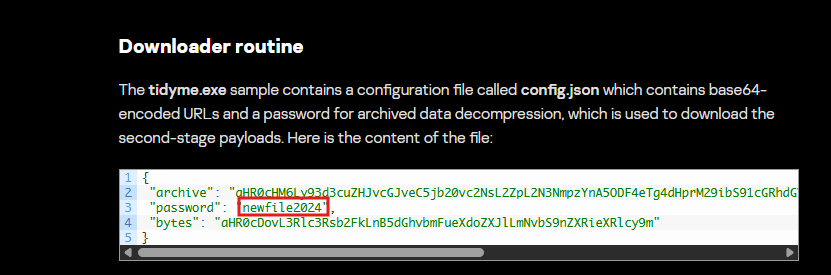 Downloader routine
The tidyme.exe sample contains a configuration file called config.json which contains base64-
encoded URLs and a password for archived data decompression, which is used to download the
second-stage payloads. Here is the content of the file:
1 {
2 "archive": "aHR0cHM6Ly93d3cuZHJvcGJveC5jb20vc2NsL2ZpL2N3NmpzYnA5ODF4eTg4dHprM29ibS91cGRhdG
3 "password": "newfile2024",
4 "bytes": "aHR0cDovL3Rlc3Rsb2FkLnB5dGhvbmFueXdoZXJlLmNvbS9nZXRieXRlcy9m"
5 }